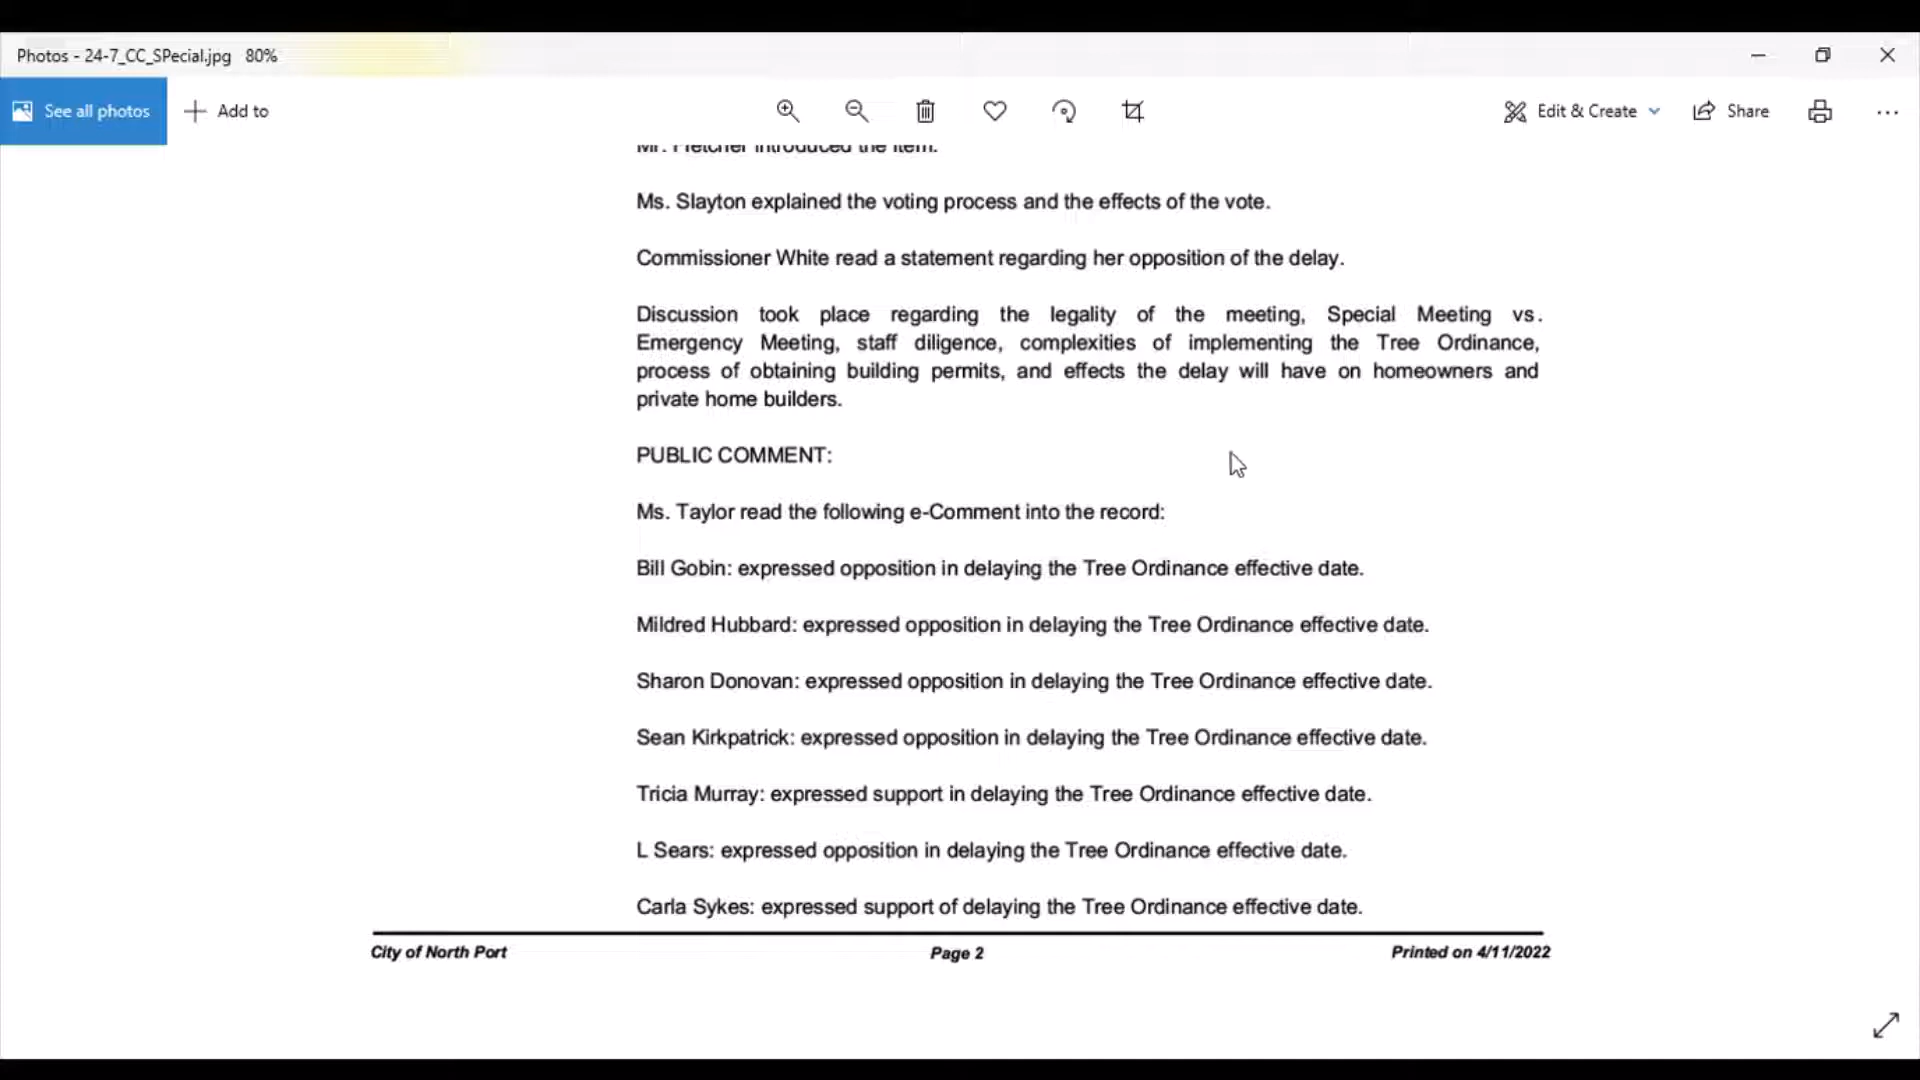 Photos - 24-7_CC_SPecial.jpg 80%
See all photos
Add to
Edit & Create
Share
Mr. Fletcher introduced the item.
Ms. Slayton explained the voting process and the effects of the vote.
Commissioner White read a statement regarding her opposition of the delay.
Discussion took place regarding the legality of the meeting, Special Meeting vs.
Emergency Meeting, staff diligence, complexities of implementing the Tree Ordinance,
process of obtaining building permits, and effects the delay will have on homeowners and
private home builders.
PUBLIC COMMENT:
Ms. Taylor read the following e-Comment into the record:
Bill Gobin: expressed opposition in delaying the Tree Ordinance effective date.
Mildred Hubbard: expressed opposition in delaying the Tree Ordinance effective date.
Sharon Donovan: expressed opposition in delaying the Tree Ordinance effective date.
Sean Kirkpatrick: expressed opposition in delaying the Tree Ordinance effective date.
Tricia Murray: expressed support in delaying the Tree Ordinance effective date.
L Sears: expressed opposition in delaying the Tree Ordinance effective date.
Carla Sykes: expressed support of delaying the Tree Ordinance effective date.
City of North Port
Page 2
Printed on 4/11/2022